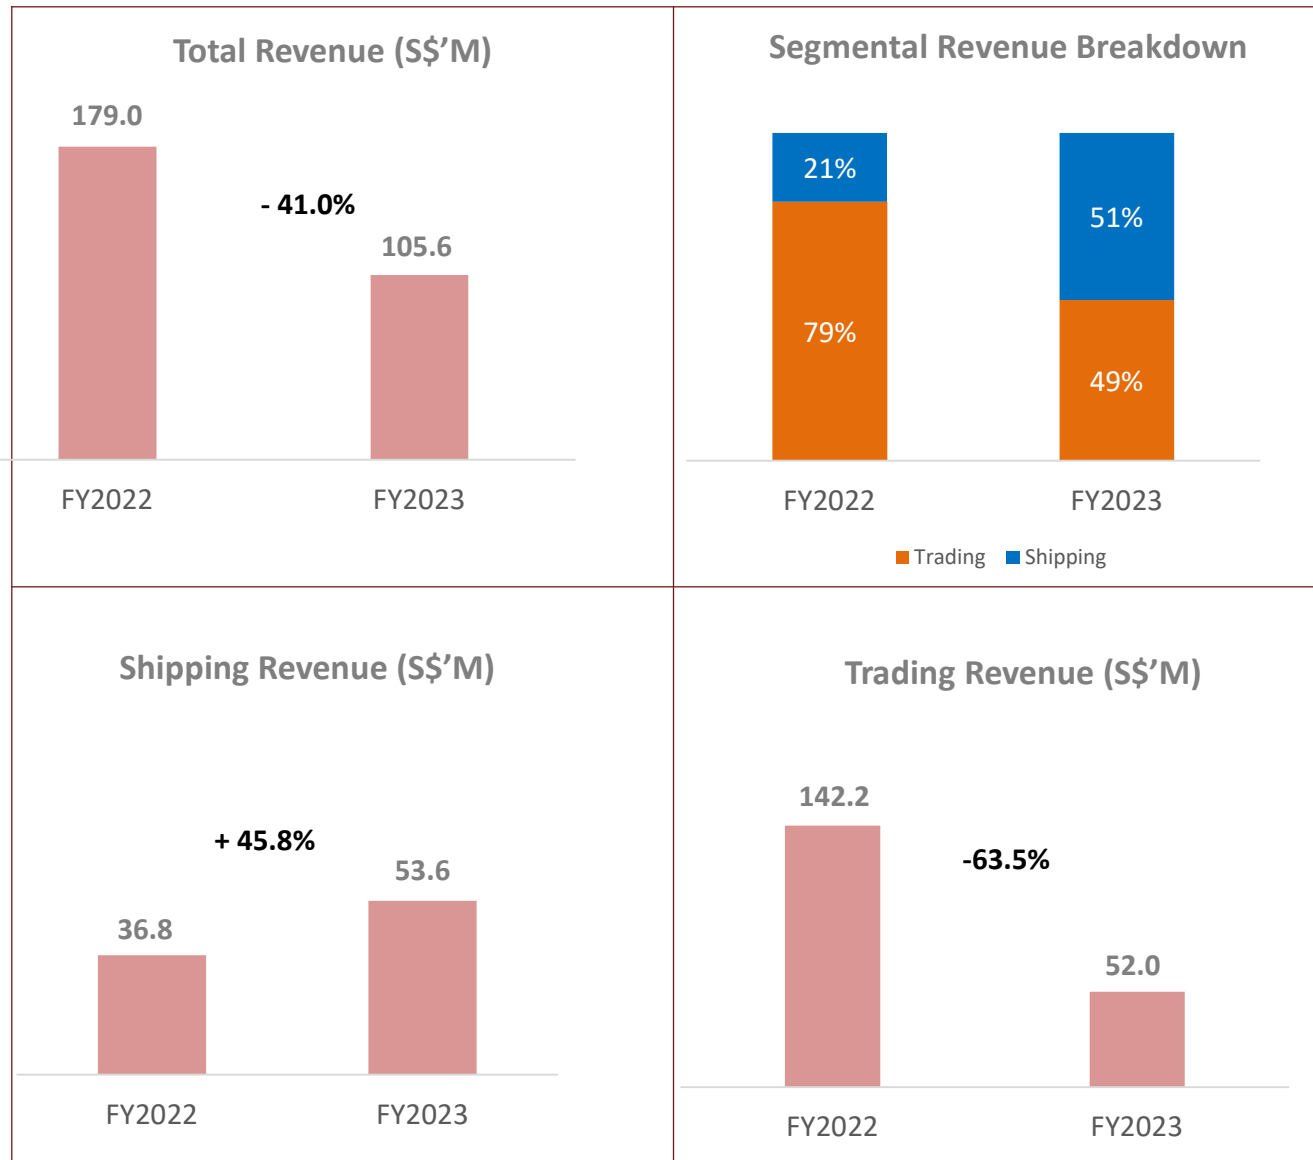 Total Revenue (S$'M)
179.0
- 41.0%
105.6
FY2022
FY2023
Segmental Revenue Breakdown
21%
51%
79%
49%
FY2022
FY2023
Trading
Shipping
Shipping Revenue (S$'M)
+ 45.8%
53.6
36.8
FY2022
FY2023
Trading Revenue (S$'M)
142.2
-63.5%
52.0
FY2022
FY2023